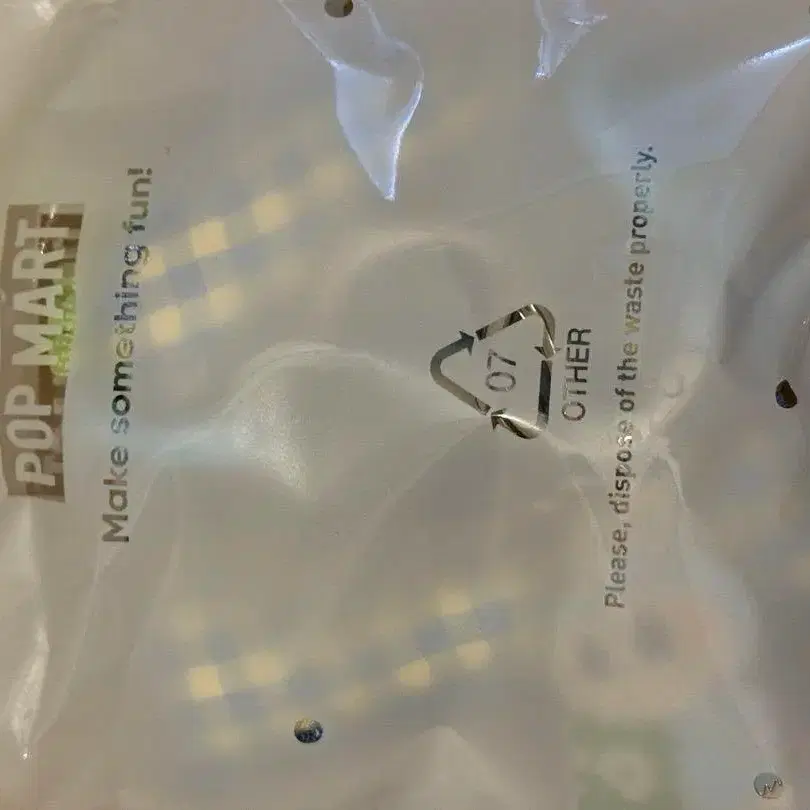 POP MART
Make something fun!
07
OTHER
Please, dispose of the waste properly.